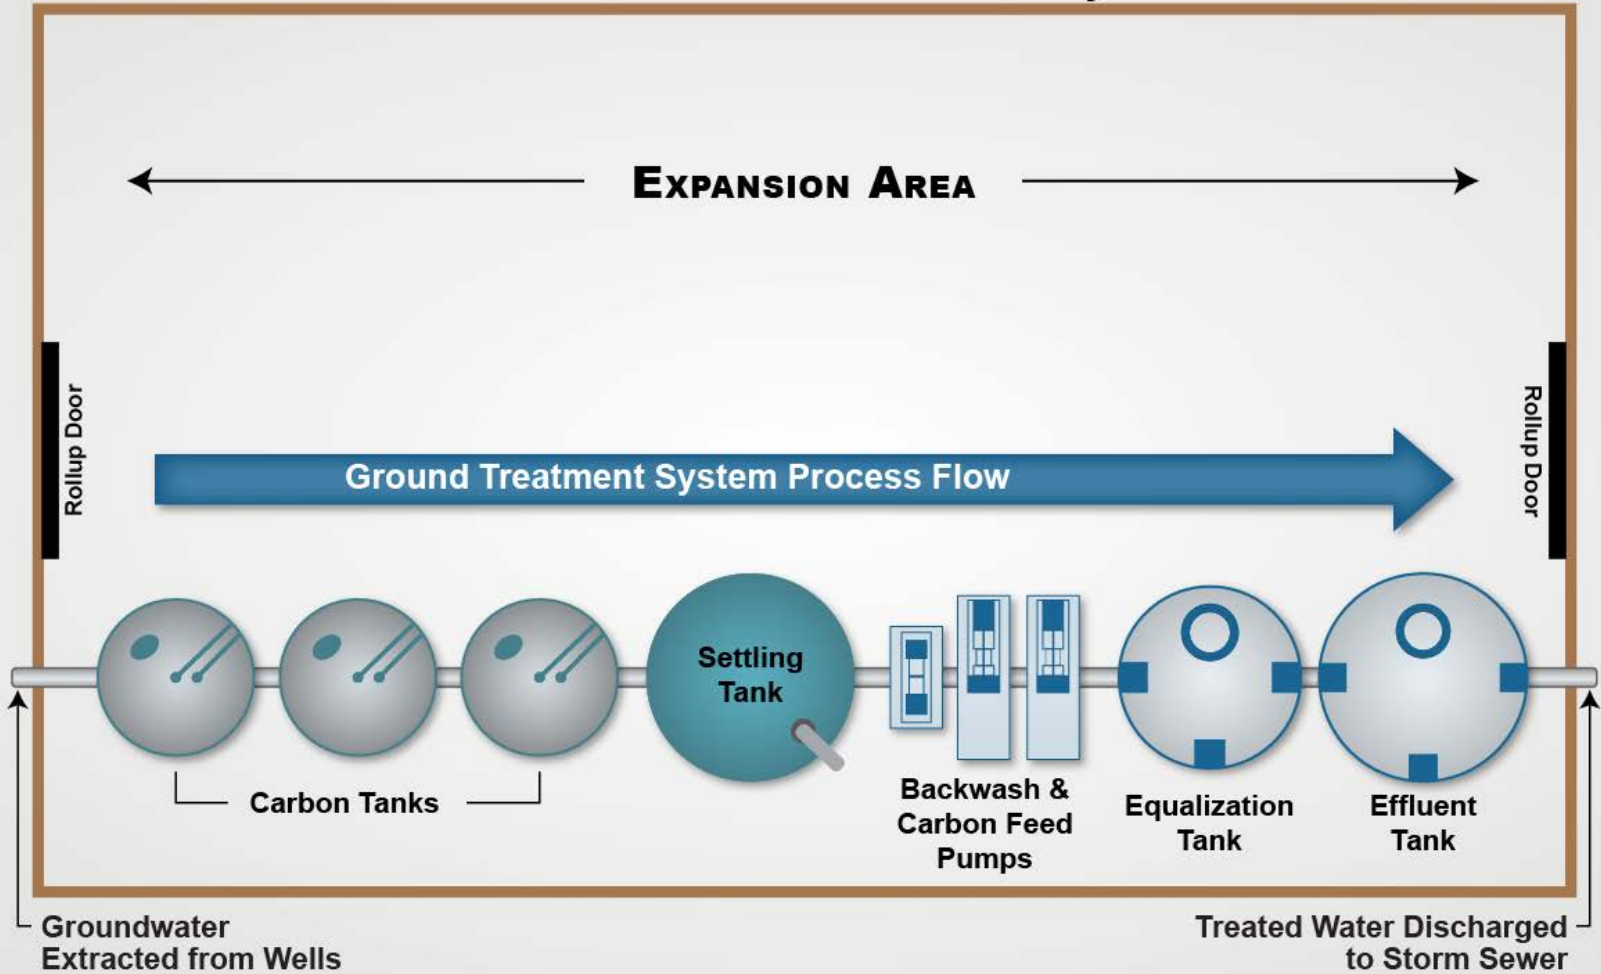 EXPANSION AREA
Rollup Door
Rollup Door
Ground Treatment System Process Flow
Settling
Tank
Carbon Tanks
Backwash &
Carbon Feed
Pumps
Equalization
Tank
Effluent
Tank
Groundwater
Extracted from Wells
Treated Water Discharged
to Storm Sewer